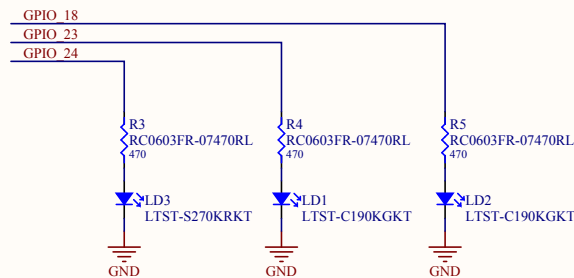 GPIO_18
GPIO_23
GPIO_24
R3
RC0603FR-07470RL
470
R4
RC0603FR-07470RL
470
R5
RC0603FR-07470RL
470
LD3
LTST-S270KRKT
LD1
LTST-C190KGKT
LD2
LTST-C190KGKT
GND
GND
GND